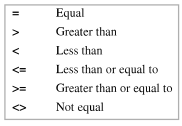 = Equal
> Greater than
< Less than
<= Less than or equal to
>= Greater than or equal to
<> Not equal